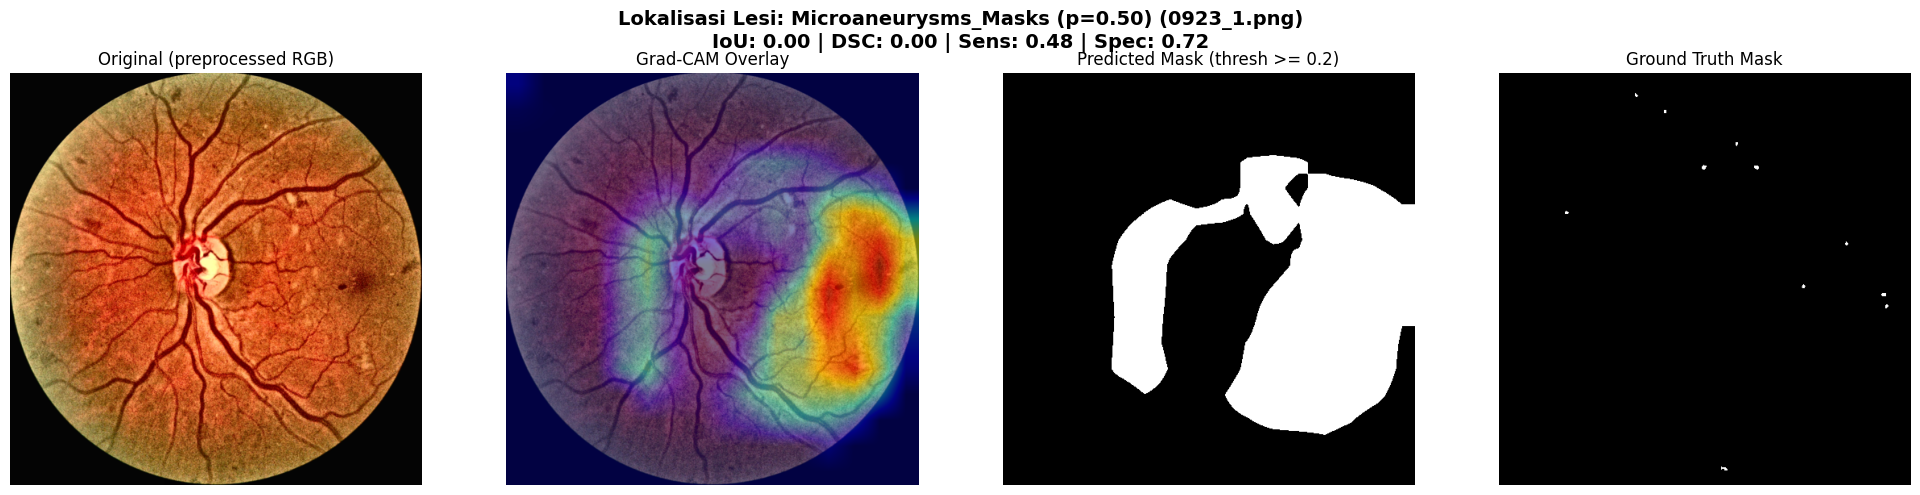 Lokalisasi Lesi: Microaneurysms_Masks (p=0.50) (0923_1.png)
IoU: 0.00 | DSC: 0.00 | Sens: 0.48 | Spec: 0.72
Original (preprocessed RGB)
Grad-CAM Overlay
Predicted Mask (thresh >= 0.2)
Ground Truth Mask